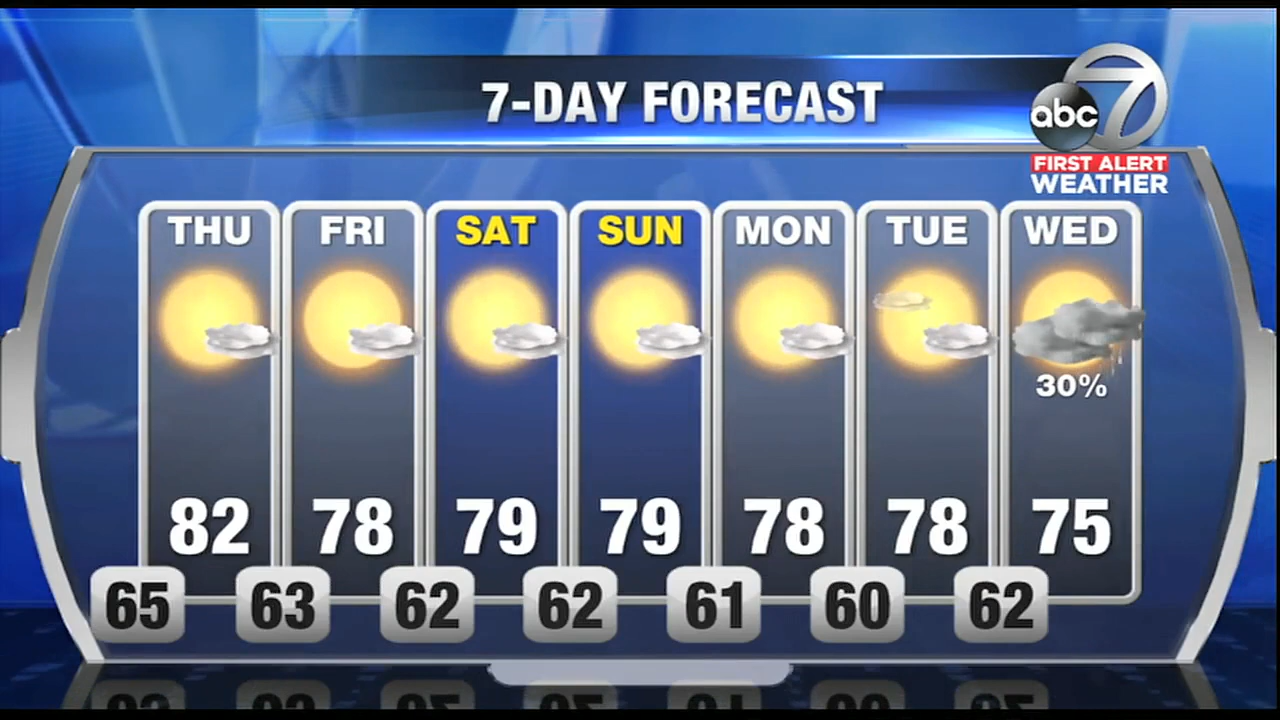 7-DAY FORECAST
abc 7
FIRST ALERT
WEATHER
THU FRI SAT SUN MON TUE WED
30%
82 78 79 79 78 78 75
65 63 62 62 61 60 62